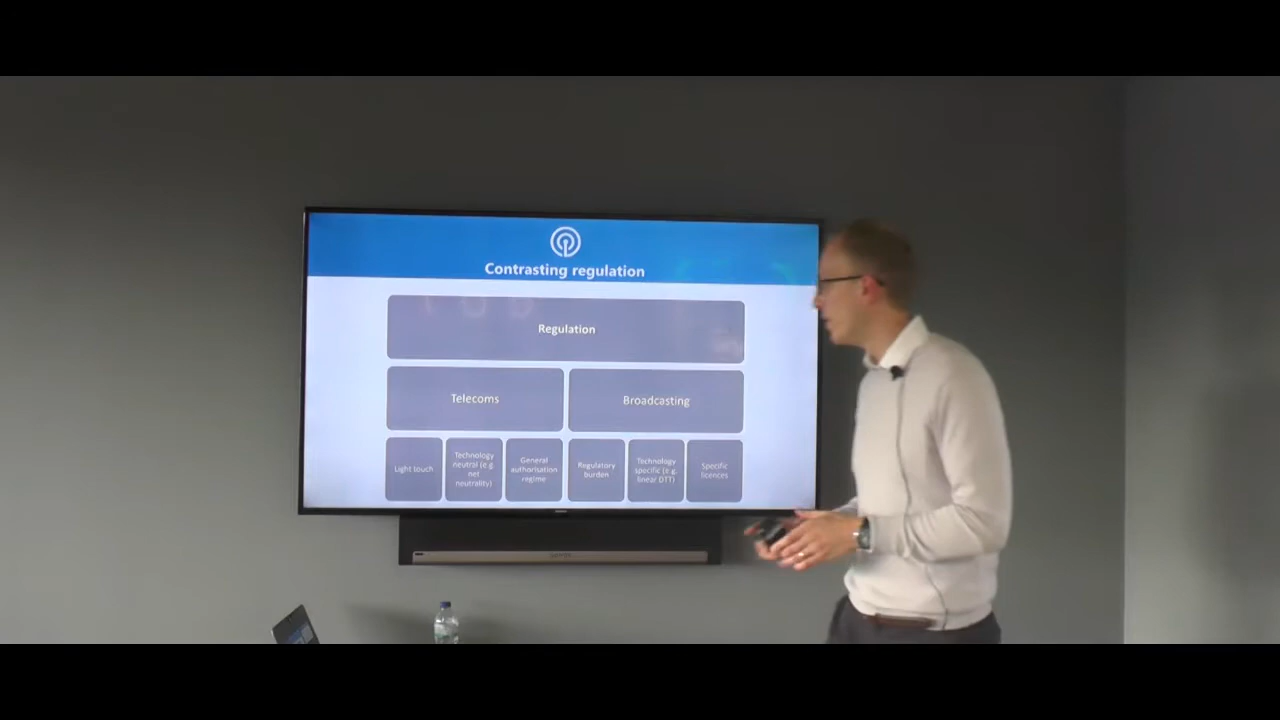 Contrasting regulation
Regulation
Telecoms
Broadcasting
Light touch
Technology
neutral (e.g.
net
neutrality)
General
authorisation
regime
Regulatory
burden
Technology
specific (e.g.
linear DTT)
Specific
licences